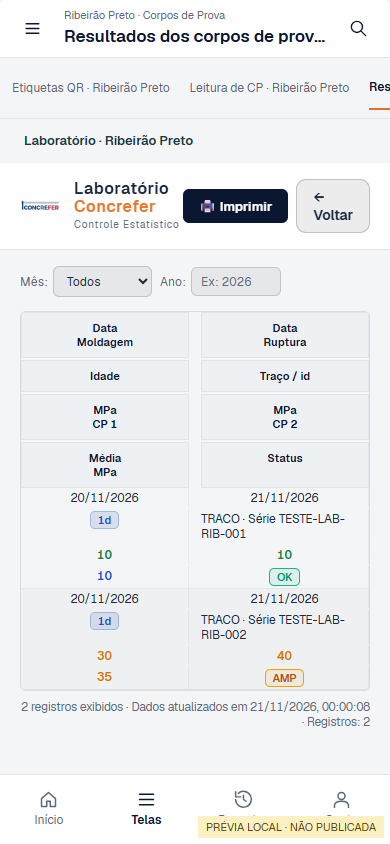 Ribeirão Preto · Corpos de Prova
Resultados dos corpos de prov...
Etiquetas QR · Ribeirão Preto
Leitura de CP · Ribeirão Preto
Res
Laboratório · Ribeirão Preto
CONCREFER
Laboratório
Concrefer
Controle Estatístico
Imprimir
← Voltar
Mês: Todos Ano: Ex: 2026
Data Moldagem
Data Ruptura
Idade
Traço / id
MPa CP 1
MPa CP 2
Média MPa
Status
20/11/2026 21/11/2026
1d TRACO · Série TESTE-LAB-
RIB-001
10 10
10 OK
20/11/2026 21/11/2026
1d TRACO · Série TESTE-LAB-
RIB-002
30 40
35 AMP
2 registros exibidos · Dados atualizados em 21/11/2026, 00:00:08
· Registros: 2
Início Telas
PRÉVIA LOCAL · NÃO PUBLICADA